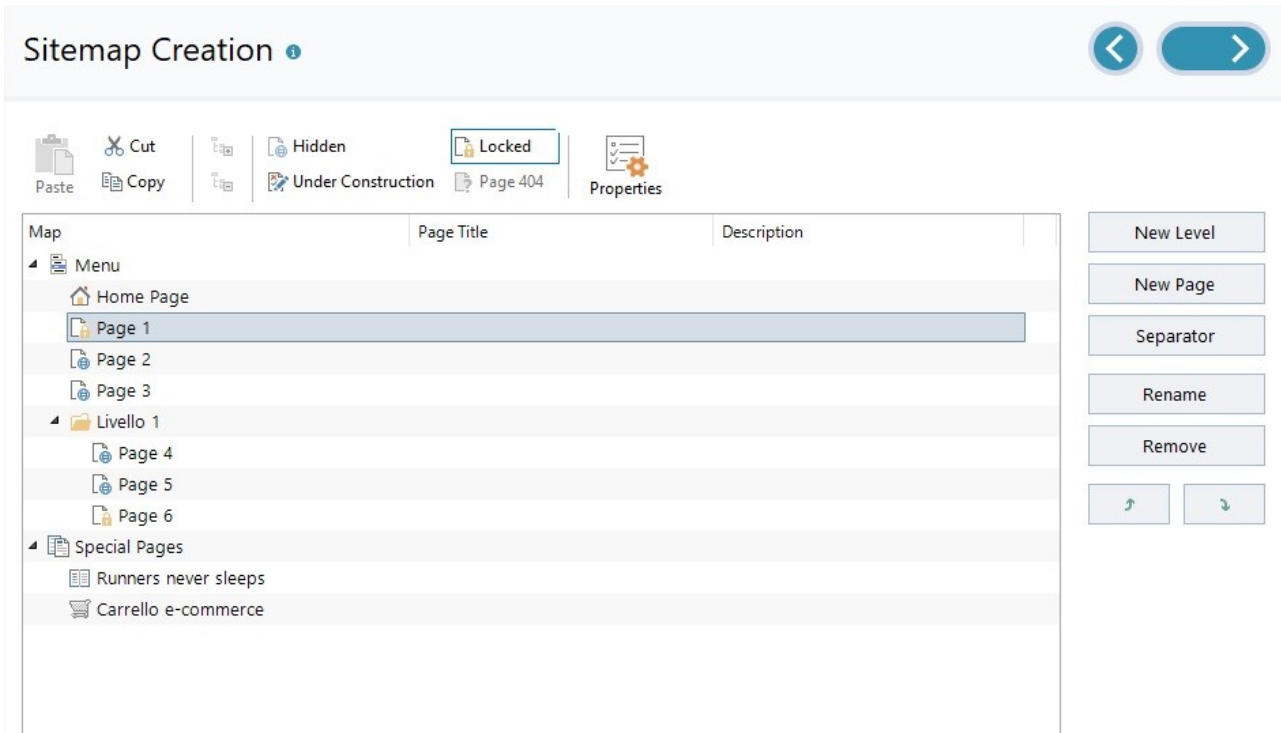 Sitemap Creation
Paste
Cut
Copy
Hidden
Under Construction
Locked
Page 404
Properties
Map Page Title Description
Menu
Home Page
Page 1
Page 2
Page 3
Livello 1
Page 4
Page 5
Page 6
Special Pages
Runners never sleeps
Carrello e-commerce
New Level
New Page
Separator
Rename
Remove